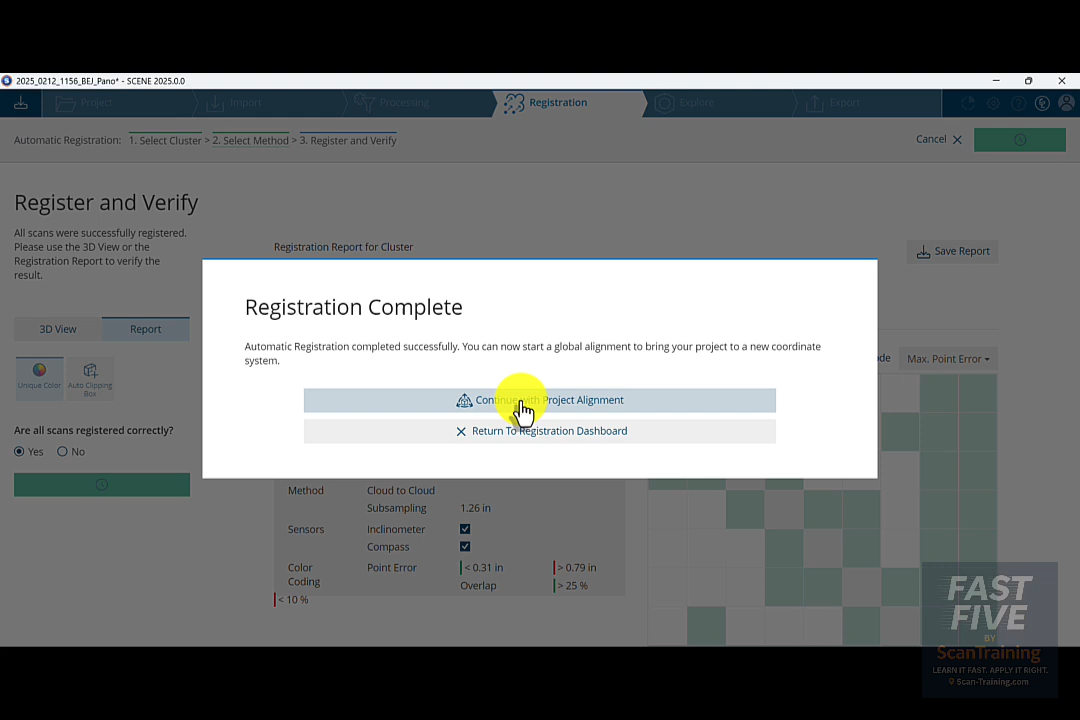 2025_0212_1156_BEJ_Pano* - SCENE 2025.0.0
Project
Import
Processing
Registration
Explore
Export
Automatic Registration: 1. Select Cluster > 2. Select Method > 3. Register and Verify
Cancel
Register and Verify
All scans were successfully registered.
Please use the 3D View or the
Registration Report to verify the
result.
Registration Report for Cluster
Save Report
3D View
Report
Unique Color
Auto Clipping
Box
Are all scans registered correctly?
Yes
No
Max. Point Error
Registration Complete
Automatic Registration completed successfully. You can now start a global alignment to bring your project to a new coordinate
system.
Continue with Project Alignment
Return To Registration Dashboard
Method Cloud to Cloud
Subsampling 1.26 in
Sensors Inclinometer
Compass
Color
Coding
Point Error < 0.31 in > 0.79 in
Overlap > 25 %
< 10 %
FAST
FIVE
BY
ScanTraining
LEARN IT FAST. APPLY IT RIGHT.
Scan-Training.com